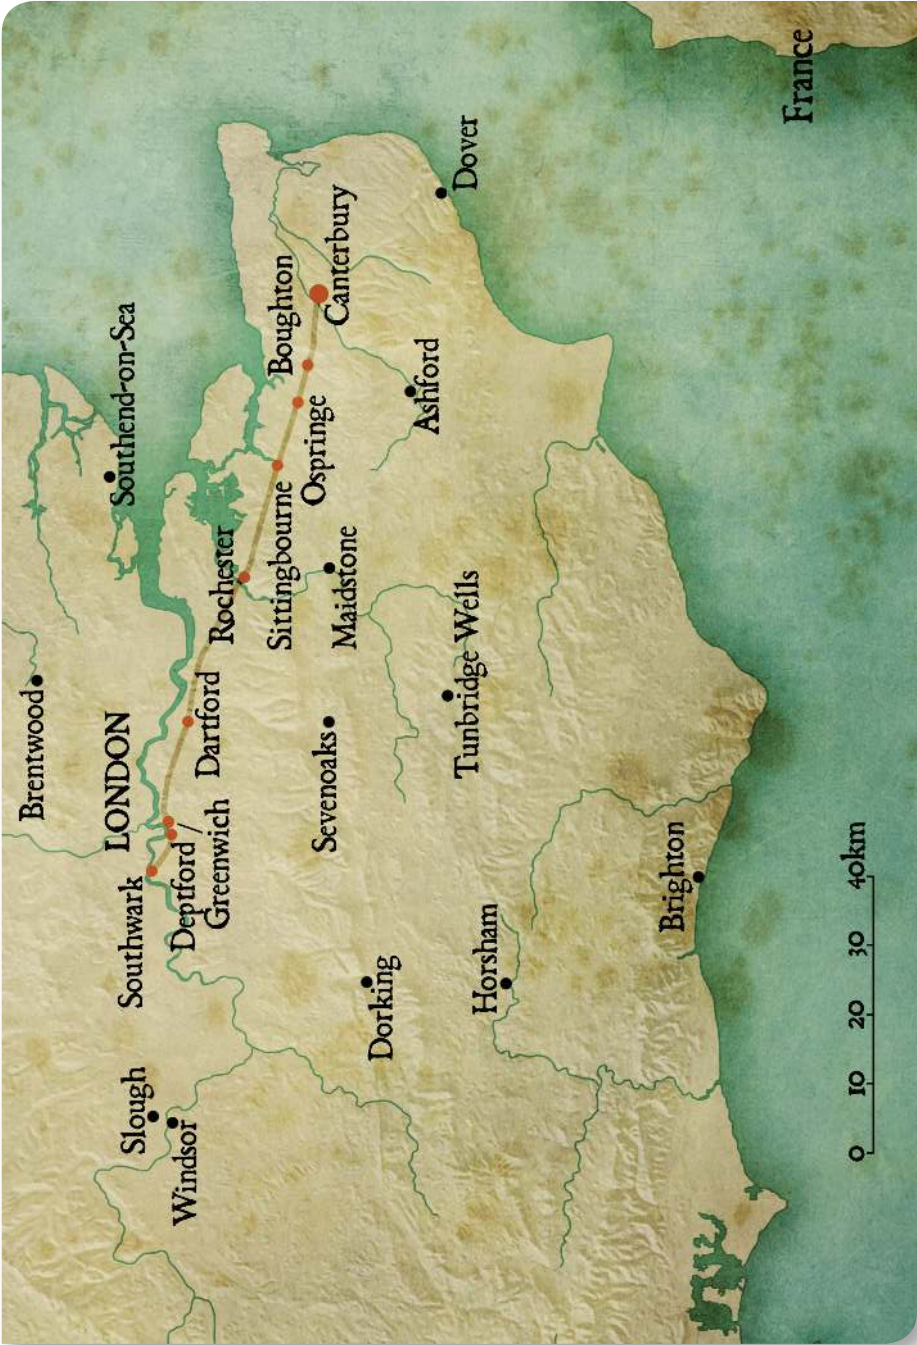 Brentwood
Southend-on-Sea
LONDON
Southwark
Slough
Windsor
Deptford /
Greenwich
Dartford
Rochester
Sittingbourne
Ospringe
Boughton
Canterbury
Dover
Ashford
Maidstone
Sevenoaks
Tunbridge Wells
Dorking
Horsham
Brighton
France
0 10 20 30 40km